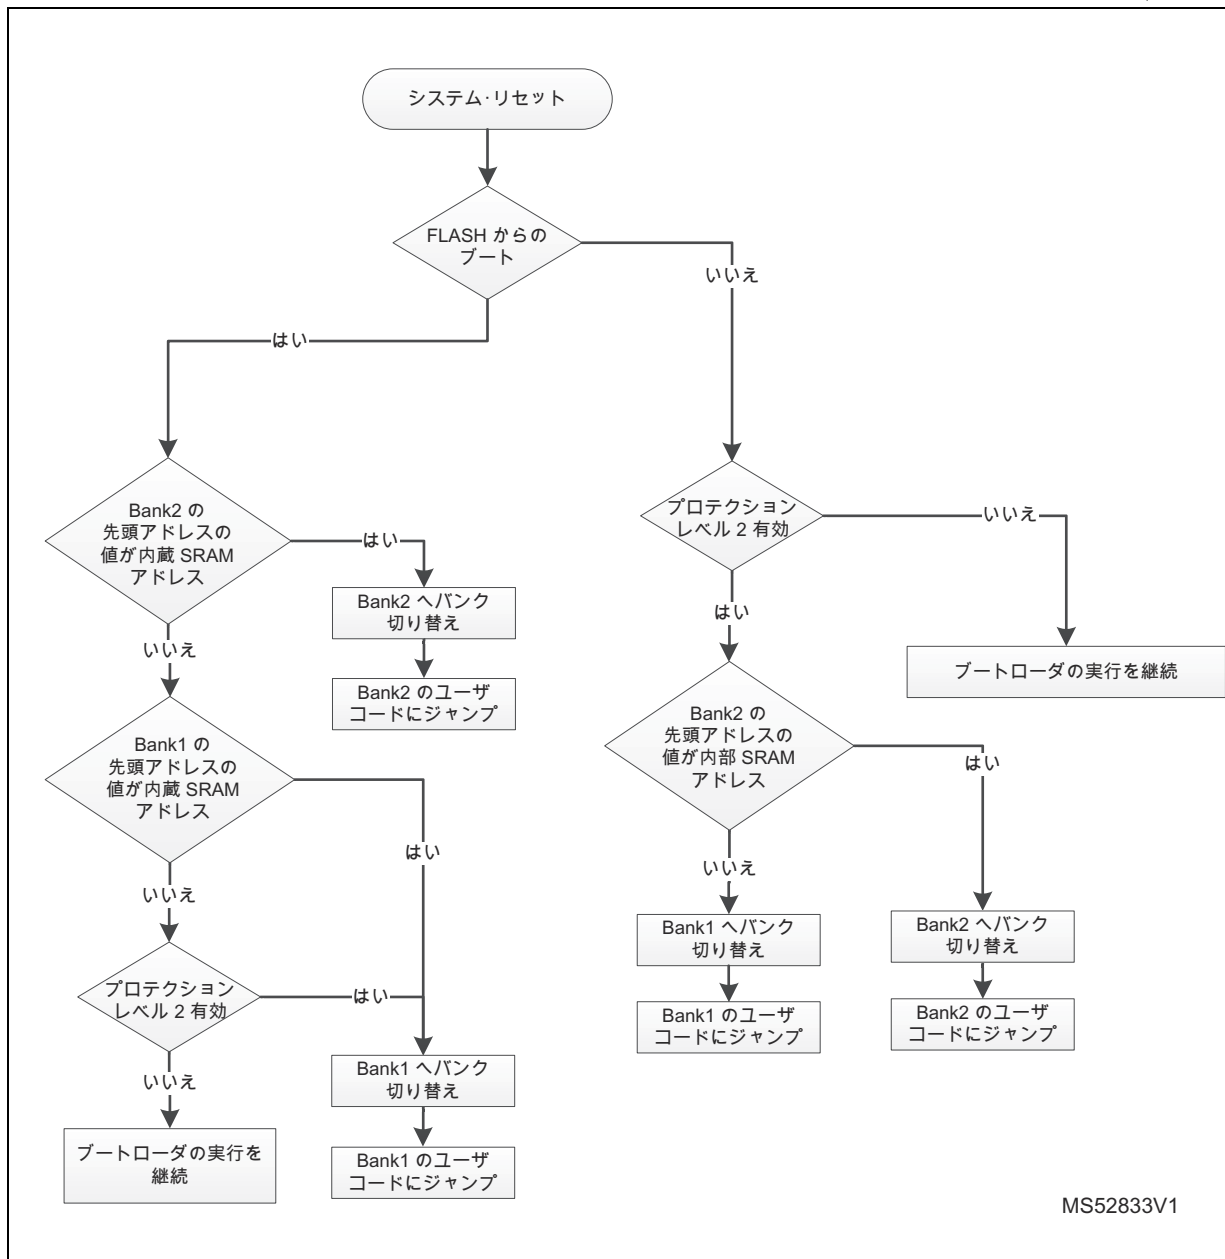 システム・リセット
FLASH からの
ブート
いいえ
はい
Bank2 の
先頭アドレスの
値が内蔵 SRAM
アドレス
はい
Bank2 へバンク
切り替え
Bank2 のユーザ
コードにジャンプ
いいえ
Bank1 の
先頭アドレスの
値が内蔵 SRAM
アドレス
はい
いいえ
プロテクション
レベル 2 有効
はい
いいえ
Bank1 へバンク
切り替え
Bank1 のユーザ
コードにジャンプ
ブートローダの実行を
継続
プロテクション
レベル 2 有効
いいえ
ブートローダの実行を継続
はい
Bank2 の
先頭アドレスの
値が内部 SRAM
アドレス
はい
いいえ
Bank1 へバンク
切り替え
Bank1 のユーザ
コードにジャンプ
Bank2 へバンク
切り替え
Bank2 のユーザ
コードにジャンプ
MS52833V1